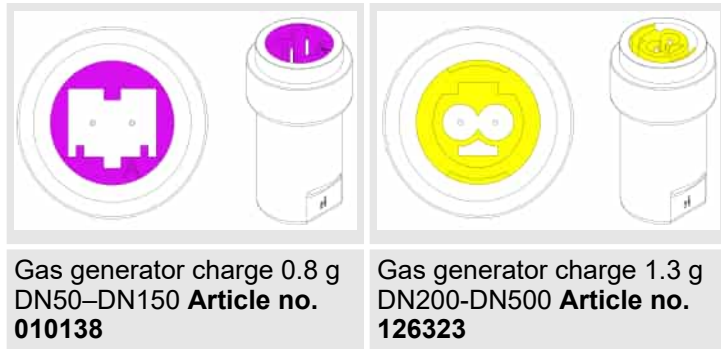 Gas generator charge 0.8 g
DN50–DN150 Article no.
010138
Gas generator charge 1.3 g
DN200-DN500 Article no.
126323